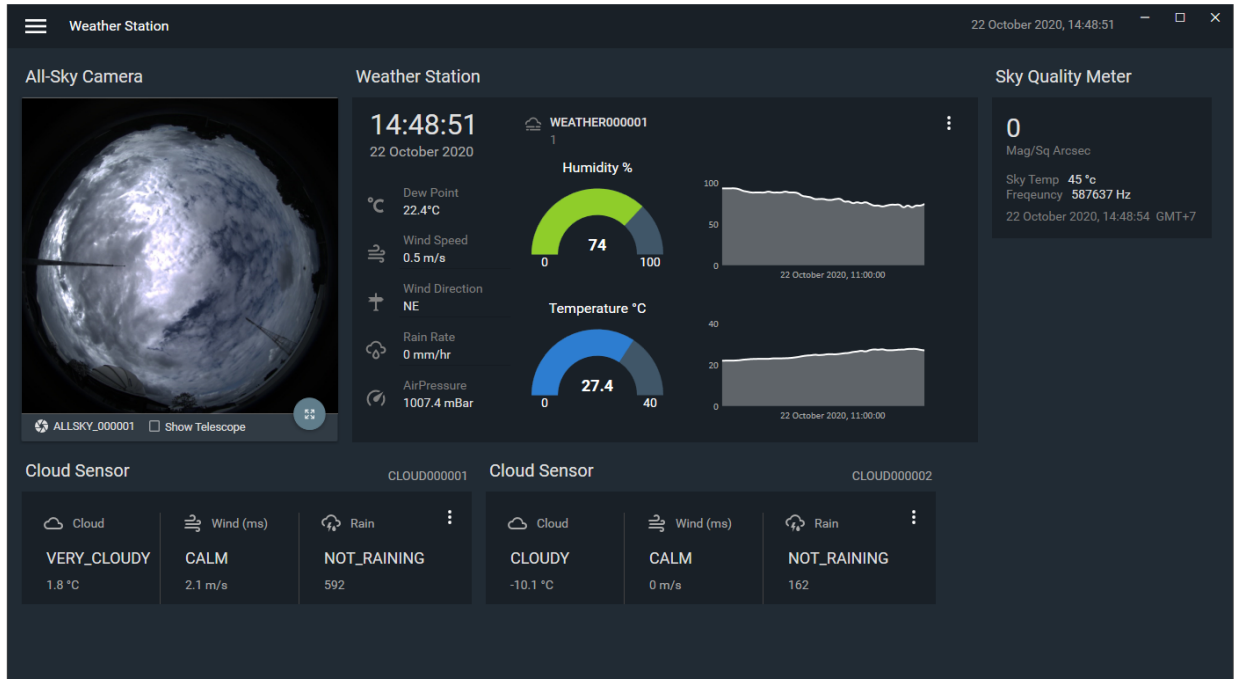 Weather Station
22 October 2020, 14:48:51
All-Sky Camera
ALLSKY_000001
Show Telescope
Weather Station
14:48:51
22 October 2020
Dew Point
22.4°C
Wind Speed
0.5 m/s
Wind Direction
NE
Rain Rate
0 mm/hr
AirPressure
1007.4 mBar
WEATHER000001
1
Humidity %
74
0 100
100
50
0
22 October 2020, 11:00:00
Temperature °C
27.4
0 40
40
20
0
22 October 2020, 11:00:00
Sky Quality Meter
0
Mag/Sq Arcsec
Sky Temp 45 °c
Freqeuncy 587637 Hz
22 October 2020, 14:48:54 GMT+7
Cloud Sensor
CLOUD000001
Cloud Wind (ms) Rain
VERY_CLOUDY CALM NOT_RAINING
1.8 °C 2.1 m/s 592
Cloud Sensor
CLOUD000002
Cloud Wind (ms) Rain
CLOUDY CALM NOT_RAINING
-10.1 °C 0 m/s 162